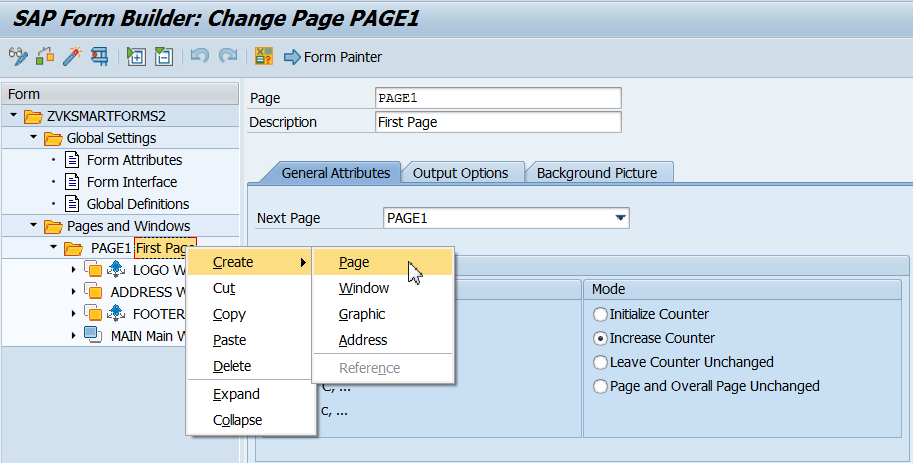 SAP Form Builder: Change Page PAGE1
Form Painter
Form
ZVKSMARTFORMS2
Global Settings
Form Attributes
Form Interface
Global Definitions
Pages and Windows
PAGE1 First Pag
LOGO W
ADDRESS W
FOOTER
MAIN Main W
Create
Cut
Copy
Paste
Delete
Expand
Collapse
Page
Window
Graphic
Address
Reference
Page PAGE1
Description First Page
General Attributes Output Options Background Picture
Next Page PAGE1
C, ...
c, ...
Mode
Initialize Counter
Increase Counter
Leave Counter Unchanged
Page and Overall Page Unchanged